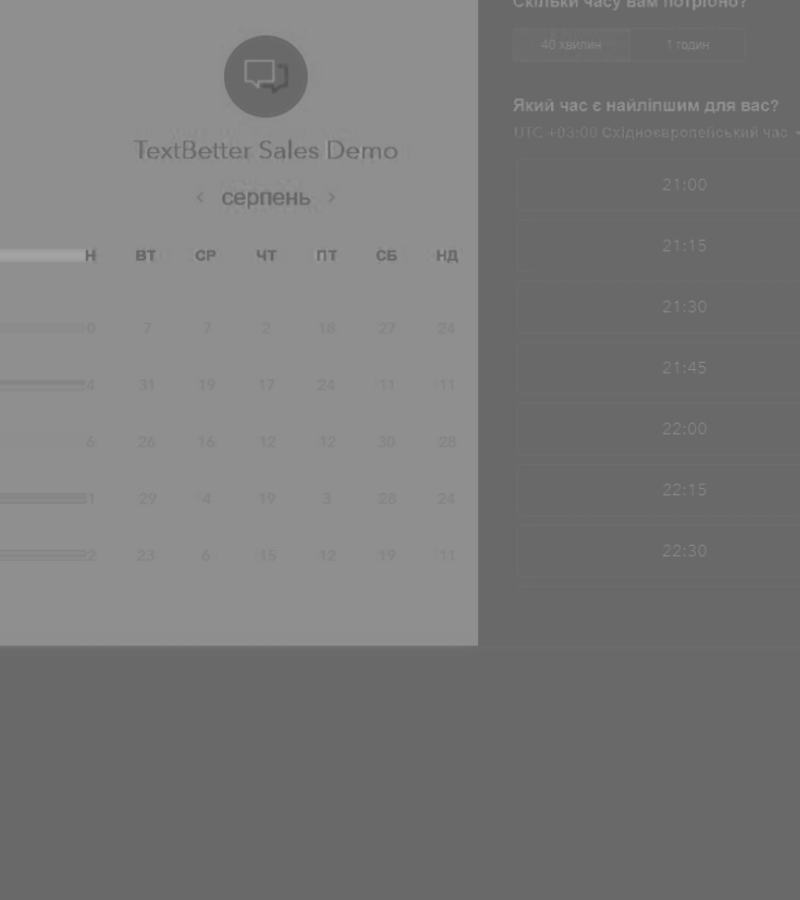 TextBetter Sales Demo
серпень
Н ВТ СР ЧТ ПТ СБ НД
0 7 7 2 18 27 24
4 31 19 17 24 11 11
6 26 16 12 12 30 28
1 29 4 19 3 28 24
2 23 6 15 12 19 11
Скільки часу вам потрібно?
40 хвилин 1 годин
Який час є найліпшим для вас?
UTC +03:00 Східноєвропейський час
21:00
21:15
21:30
21:45
22:00
22:15
22:30